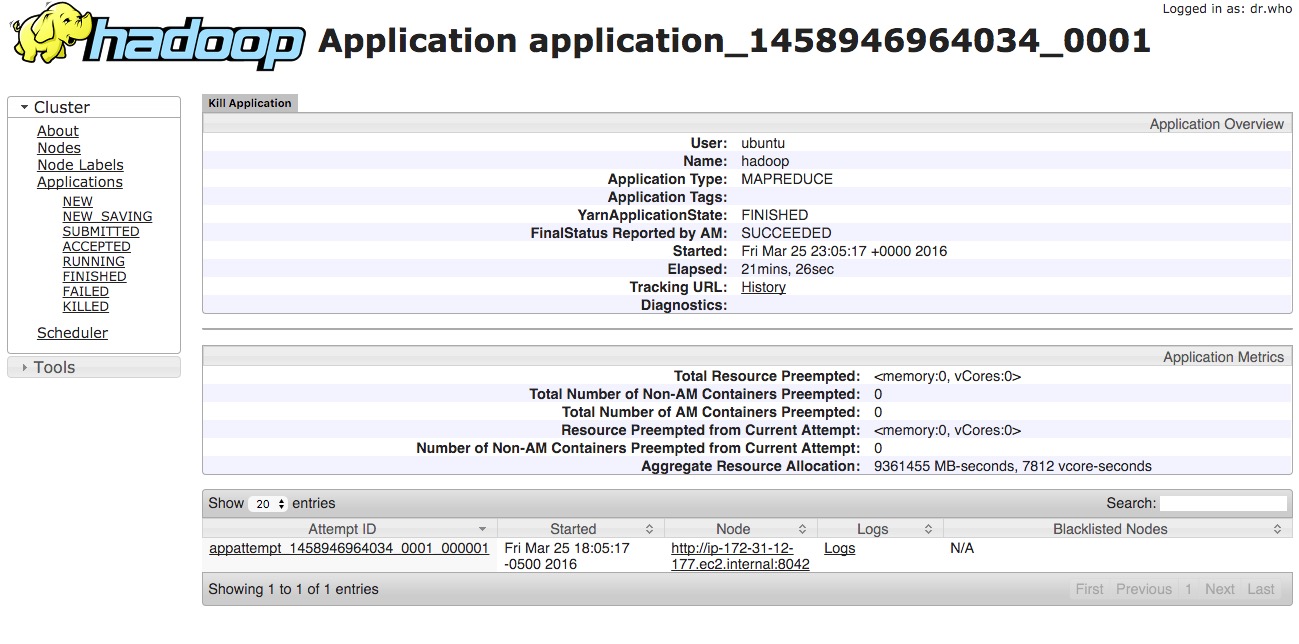 Logged in as: dr.who
hadoop Application application_1458946964034_0001
Cluster
About
Nodes
Node Labels
Applications
NEW
NEW_SAVING
SUBMITTED
ACCEPTED
RUNNING
FINISHED
FAILED
KILLED
Scheduler
Tools
Kill Application
Application Overview
User: ubuntu
Name: hadoop
Application Type: MAPREDUCE
Application Tags:
YarnApplicationState: FINISHED
FinalStatus Reported by AM: SUCCEEDED
Started: Fri Mar 25 23:05:17 +0000 2016
Elapsed: 21mins, 26sec
Tracking URL: History
Diagnostics:
Application Metrics
Total Resource Preempted: <memory:0, vCores:0>
Total Number of Non-AM Containers Preempted: 0
Total Number of AM Containers Preempted: 0
Resource Preempted from Current Attempt: <memory:0, vCores:0>
Number of Non-AM Containers Preempted from Current Attempt: 0
Aggregate Resource Allocation: 9361455 MB-seconds, 7812 vcore-seconds
Show 20 entries Search:
Attempt ID Started Node Logs Blacklisted Nodes
appattempt_1458946964034_0001_000001 Fri Mar 25 18:05:17 http://ip-172-31-12- Logs N/A
-0500 2016 177.ec2.internal:8042
Showing 1 to 1 of 1 entries First Previous 1 Next Last